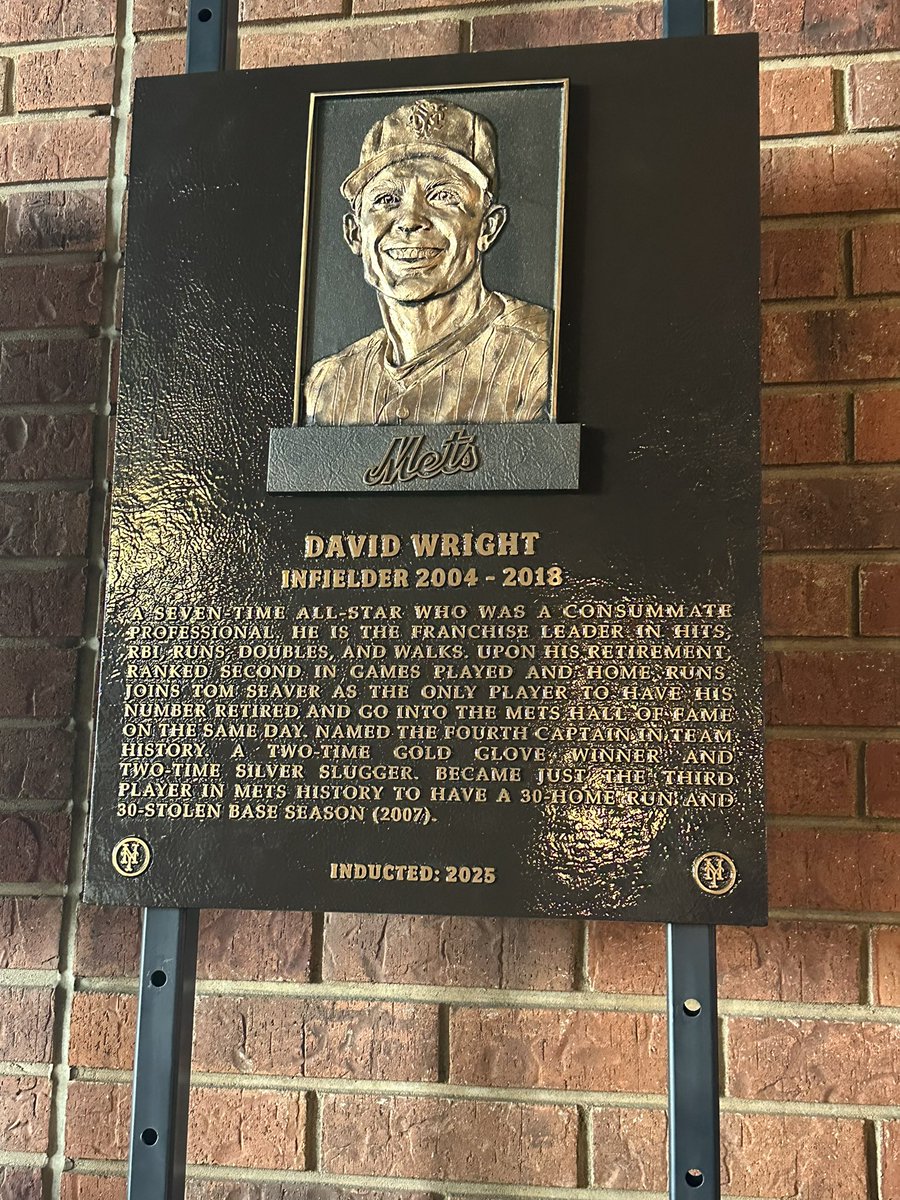 NY
Mets
DAVID WRIGHT
INFIELDER 2004 - 2018
A SEVEN-TIME ALL-STAR WHO WAS A CONSUMMATE
PROFESSIONAL. HE IS THE FRANCHISE LEADER IN HITS,
RBI, RUNS, DOUBLES, AND WALKS. UPON HIS RETIREMENT,
RANKED SECOND IN GAMES PLAYED AND HOME RUNS.
JOINS TOM SEAVER AS THE ONLY PLAYER TO HAVE HIS
NUMBER RETIRED AND GO INTO THE METS HALL OF FAME
ON THE SAME DAY. NAMED THE FOURTH CAPTAIN IN TEAM
HISTORY. A TWO-TIME GOLD GLOVE WINNER AND
TWO-TIME SILVER SLUGGER. BECAME JUST THE THIRD
PLAYER IN METS HISTORY TO HAVE A 30-HOME RUN AND
30-STOLEN BASE SEASON (2007).
NY
INDUCTED: 2025
NY